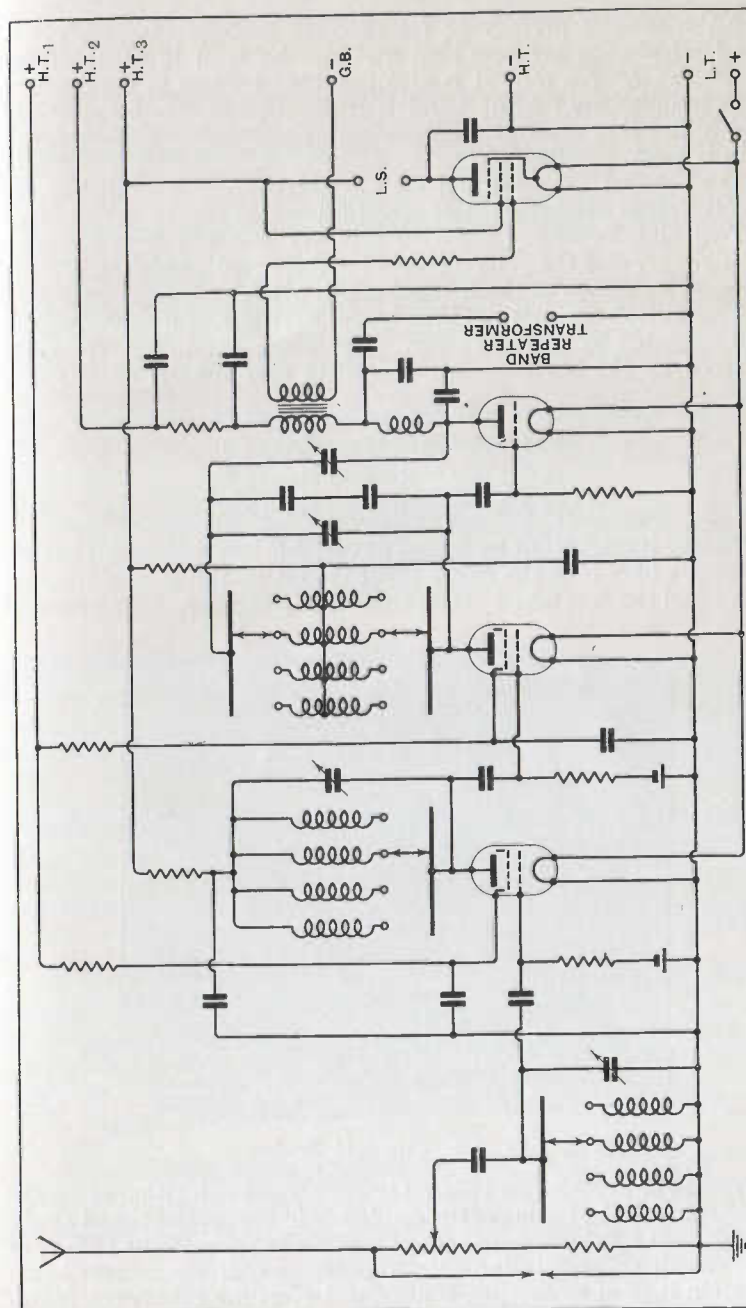 +
H.T.1
+
H.T.2
+
H.T.3
−
G.B.
−
H.T.
−
L.T.
+
L.S.
BAND
REPEATER
TRANSFORMER